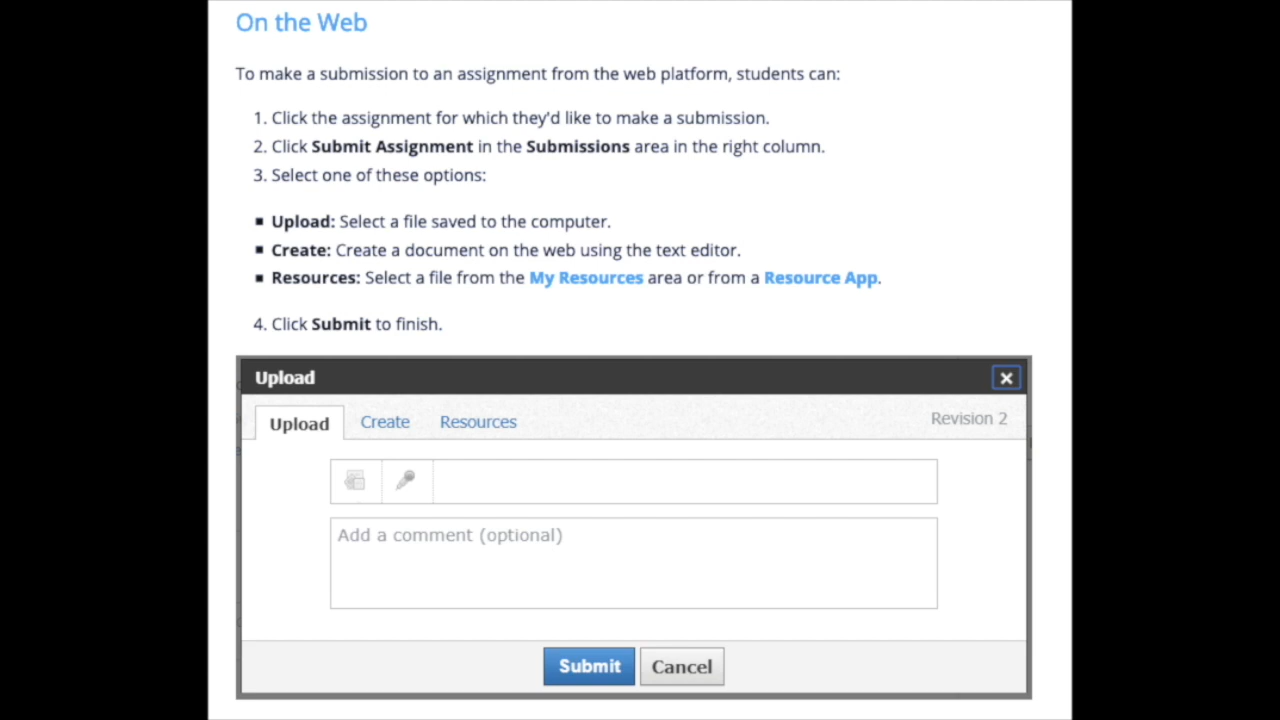 On the Web
To make a submission to an assignment from the web platform, students can:
1. Click the assignment for which they'd like to make a submission.
2. Click Submit Assignment in the Submissions area in the right column.
3. Select one of these options:
▪ Upload: Select a file saved to the computer.
▪ Create: Create a document on the web using the text editor.
▪ Resources: Select a file from the My Resources area or from a Resource App.
4. Click Submit to finish.
Upload
Upload Create Resources Revision 2
Add a comment (optional)
Submit Cancel